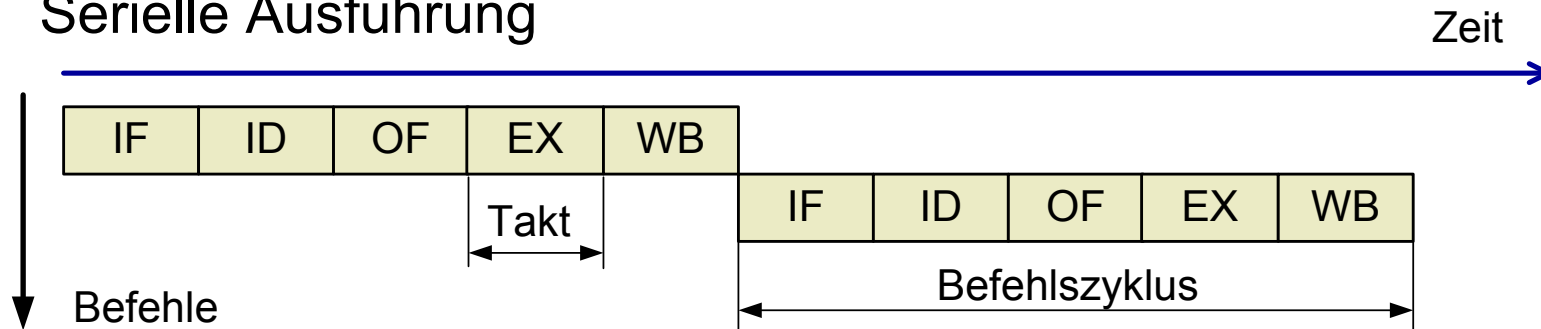 Serielle Ausführung
Zeit
IF ID OF EX WB
IF ID OF EX WB
Takt
Befehlszyklus
Befehle